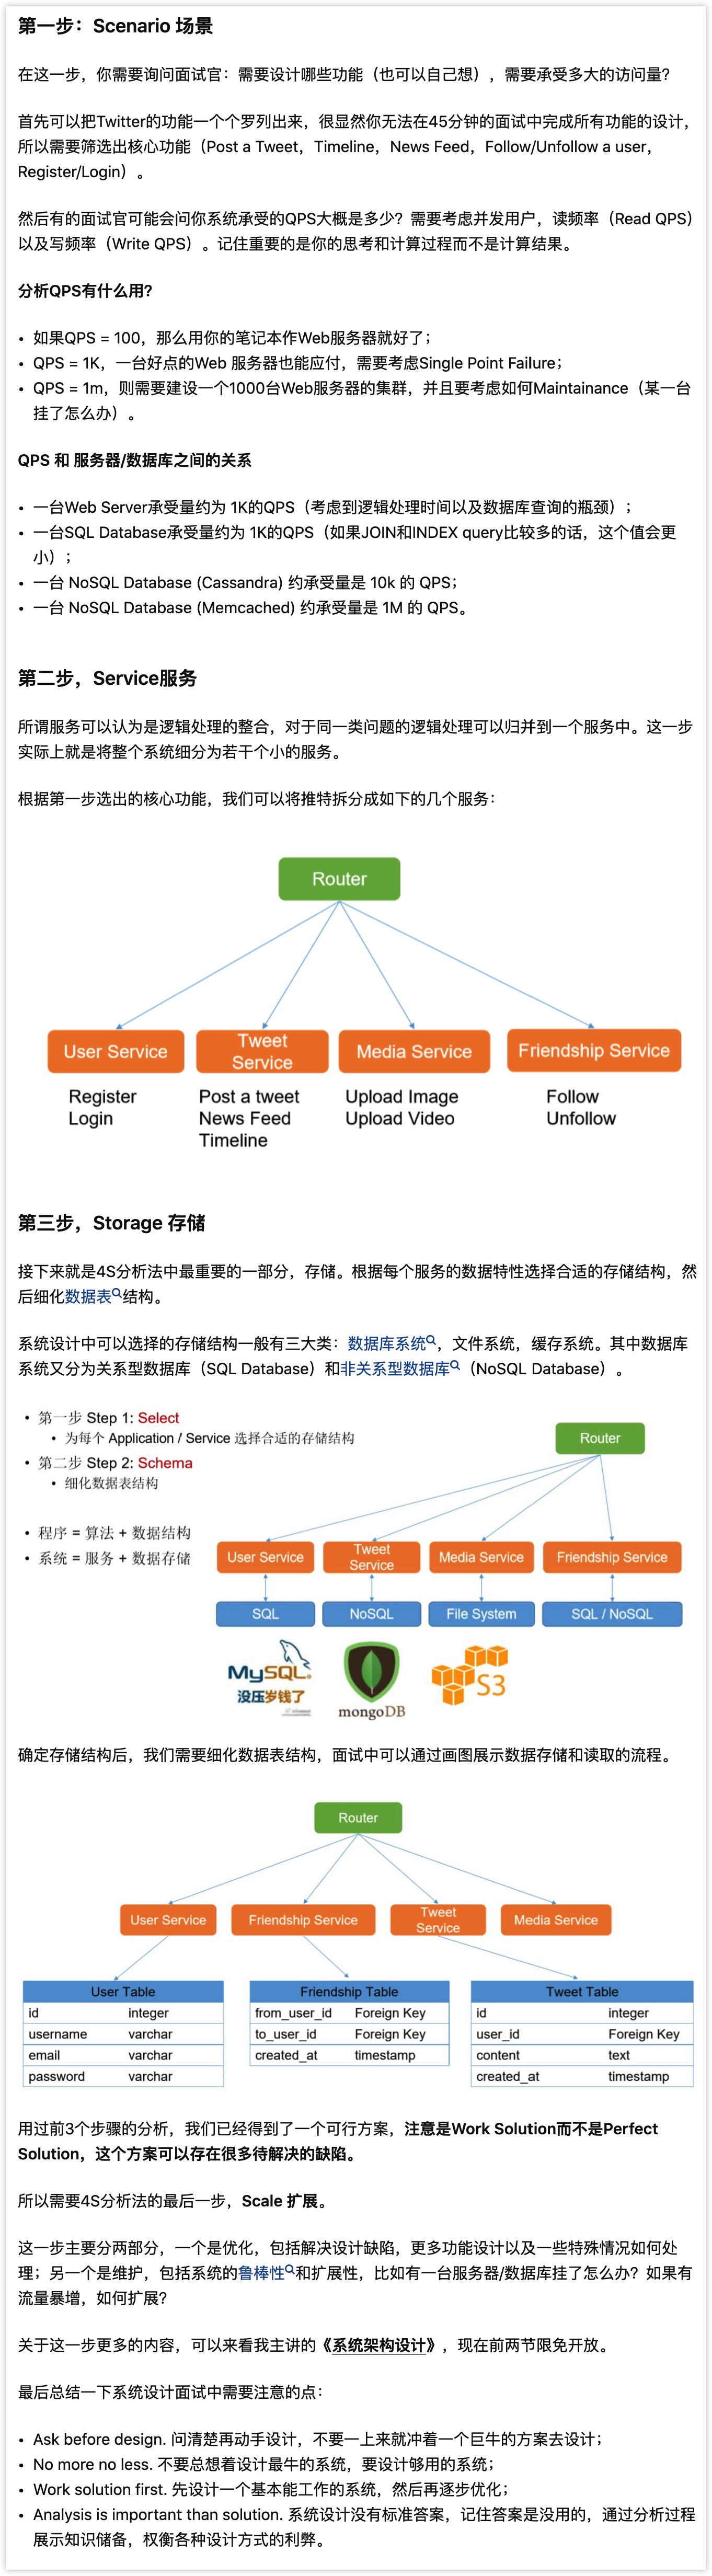 第一步：Scenario 场景
在这一步，你需要询问面试官：需要设计哪些功能（也可以自己想），需要承受多大的访问量？
首先可以把Twitter的功能一个个罗列出来，很显然你无法在45分钟的面试中完成所有功能的设计，
所以需要筛选出核心功能（Post a Tweet，Timeline，News Feed，Follow/Unfollow a user，
Register/Login）。
然后有的面试官可能会问你系统承受的QPS大概是多少？需要考虑并发用户，读频率（Read QPS）
以及写频率（Write QPS）。记住重要的是你的思考和计算过程而不是计算结果。
分析QPS有什么用？
• 如果QPS = 100，那么用你的笔记本作Web服务器就好了；
• QPS = 1K，一台好点的Web 服务器也能应付，需要考虑Single Point Failure；
• QPS = 1m，则需要建设一个1000台Web服务器的集群，并且要考虑如何Maintainance（某一台
挂了怎么办）。
QPS 和 服务器/数据库之间的关系
• 一台Web Server承受量约为 1K的QPS（考虑到逻辑处理时间以及数据库查询的瓶颈）；
• 一台SQL Database承受量约为 1K的QPS（如果JOIN和INDEX query比较多的话，这个值会更
小）；
• 一台 NoSQL Database (Cassandra) 约承受量是 10k 的 QPS；
• 一台 NoSQL Database (Memcached) 约承受量是 1M 的 QPS。
第二步，Service服务
所谓服务可以认为是逻辑处理的整合，对于同一类问题的逻辑处理可以归并到一个服务中。这一步
实际上就是将整个系统细分为若干个小的服务。
根据第一步选出的核心功能，我们可以将推特拆分成如下的几个服务：
Router
User Service
Tweet
Service
Media Service
Friendship Service
Register
Login
Post a tweet
News Feed
Timeline
Upload Image
Upload Video
Follow
Unfollow
第三步，Storage 存储
接下来就是4S分析法中最重要的一部分，存储。根据每个服务的数据特性选择合适的存储结构，然
后细化数据表结构。
系统设计中可以选择的存储结构一般有三大类：数据库系统，文件系统，缓存系统。其中数据库
系统又分为关系型数据库（SQL Database）和非关系型数据库（NoSQL Database）。
• 第一步 Step 1: Select
• 为每个 Application / Service 选择合适的存储结构
• 第二步 Step 2: Schema
• 细化数据表结构
• 程序 = 算法 + 数据结构
• 系统 = 服务 + 数据存储
Router
User Service
Tweet
Service
Media Service
Friendship Service
SQL
NoSQL
File System
SQL / NoSQL
MySQL
没压岁钱了
mongoDB
S3
确定存储结构后，我们需要细化数据表结构，面试中可以通过画图展示数据存储和读取的流程。
Router
User Service
Friendship Service
Tweet
Service
Media Service
User Table
id integer
username varchar
email varchar
password varchar
Friendship Table
from_user_id Foreign Key
to_user_id Foreign Key
created_at timestamp
Tweet Table
id integer
user_id Foreign Key
content text
created_at timestamp
用过前3个步骤的分析，我们已经得到了一个可行方案，注意是Work Solution而不是Perfect
Solution，这个方案可以存在很多待解决的缺陷。
所以需要4S分析法的最后一步，Scale 扩展。
这一步主要分两部分，一个是优化，包括解决设计缺陷，更多功能设计以及一些特殊情况如何处
理；另一个是维护，包括系统的鲁棒性和扩展性，比如有一台服务器/数据库挂了怎么办？如果有
流量暴增，如何扩展？
关于这一步更多的内容，可以来看我主讲的《系统架构设计》，现在前两节限免开放。
最后总结一下系统设计面试中需要注意的点：
• Ask before design. 问清楚再动手设计，不要一上来就冲着一个巨牛的方案去设计；
• No more no less. 不要总想着设计最牛的系统，要设计够用的系统；
• Work solution first. 先设计一个基本能工作的系统，然后再逐步优化；
• Analysis is important than solution. 系统设计没有标准答案，记住答案是没用的，通过分析过程
展示知识储备，权衡各种设计方式的利弊。